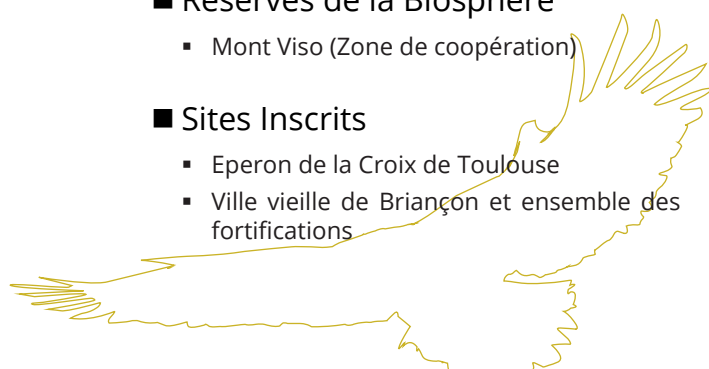 ■ Réserves de la Biosphère
▪ Mont Viso (Zone de coopération)
■ Sites Inscrits
▪ Eperon de la Croix de Toulouse
▪ Ville vieille de Briançon et ensemble des
fortifications